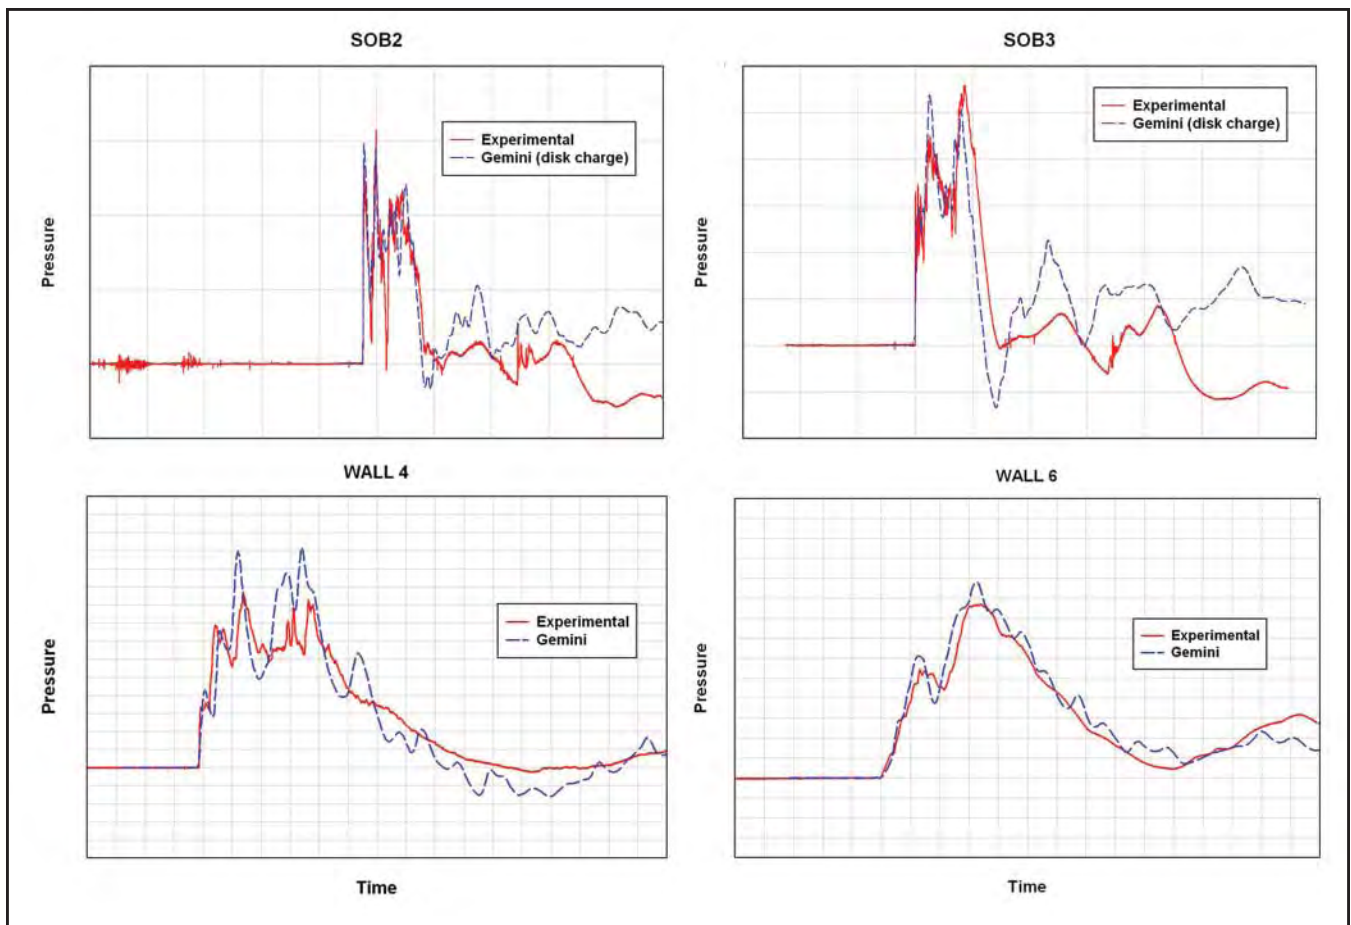 SOB2
Pressure
Experimental
Gemini (disk charge)
SOB3
Pressure
Experimental
Gemini (disk charge)
WALL 4
Pressure
Experimental
Gemini
Time
WALL 6
Pressure
Experimental
Gemini
Time